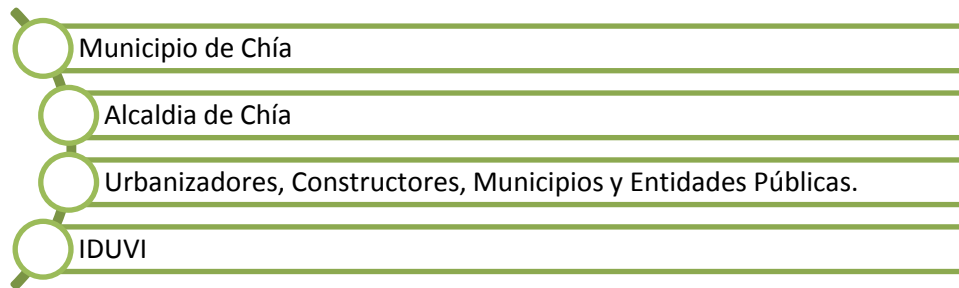 Municipio de Chía
Alcaldia de Chía
Urbanizadores, Constructores, Municipios y Entidades Públicas.
IDUVI